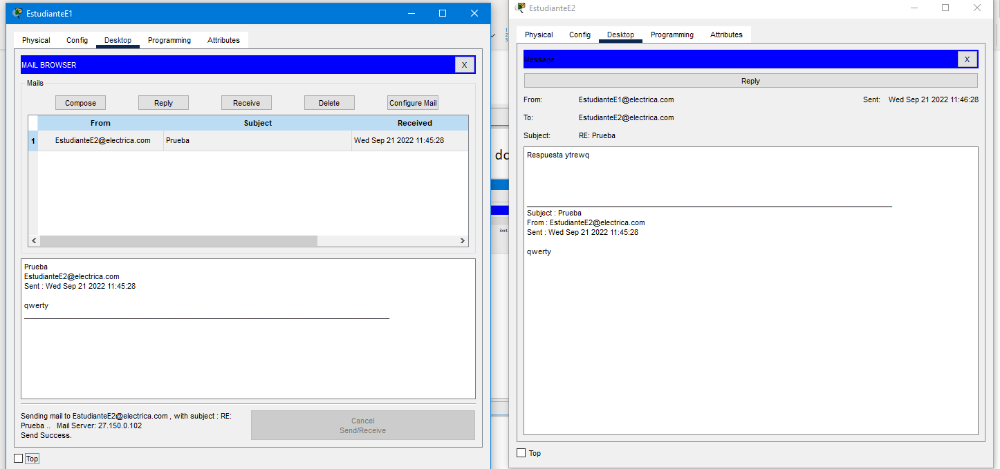 EstudianteE1
Physical Config Desktop Programming Attributes
MAIL BROWSER X
Mails
Compose Reply Receive Delete Configure Mail
From Subject Received
1 EstudianteE2@electrica.com Prueba Wed Sep 21 2022 11:45:28
Prueba
EstudianteE2@electrica.com
Sent : Wed Sep 21 2022 11:45:28
qwerty
Sending mail to EstudianteE2@electrica.com , with subject : RE:
Prueba .. Mail Server: 27.150.0.102
Send Success.
Cancel
Send/Receive
Top
1
2
3
do
Sent:
EstudianteE2
Physical Config Desktop Programming Attributes
Message X
Reply
From: EstudianteE1@electrica.com Sent: Wed Sep 21 2022 11:46:28
To: EstudianteE2@electrica.com
Subject: RE: Prueba
Respuesta ytrewq
Subject : Prueba
From : EstudianteE2@electrica.com
Sent : Wed Sep 21 2022 11:45:28
qwerty
Top